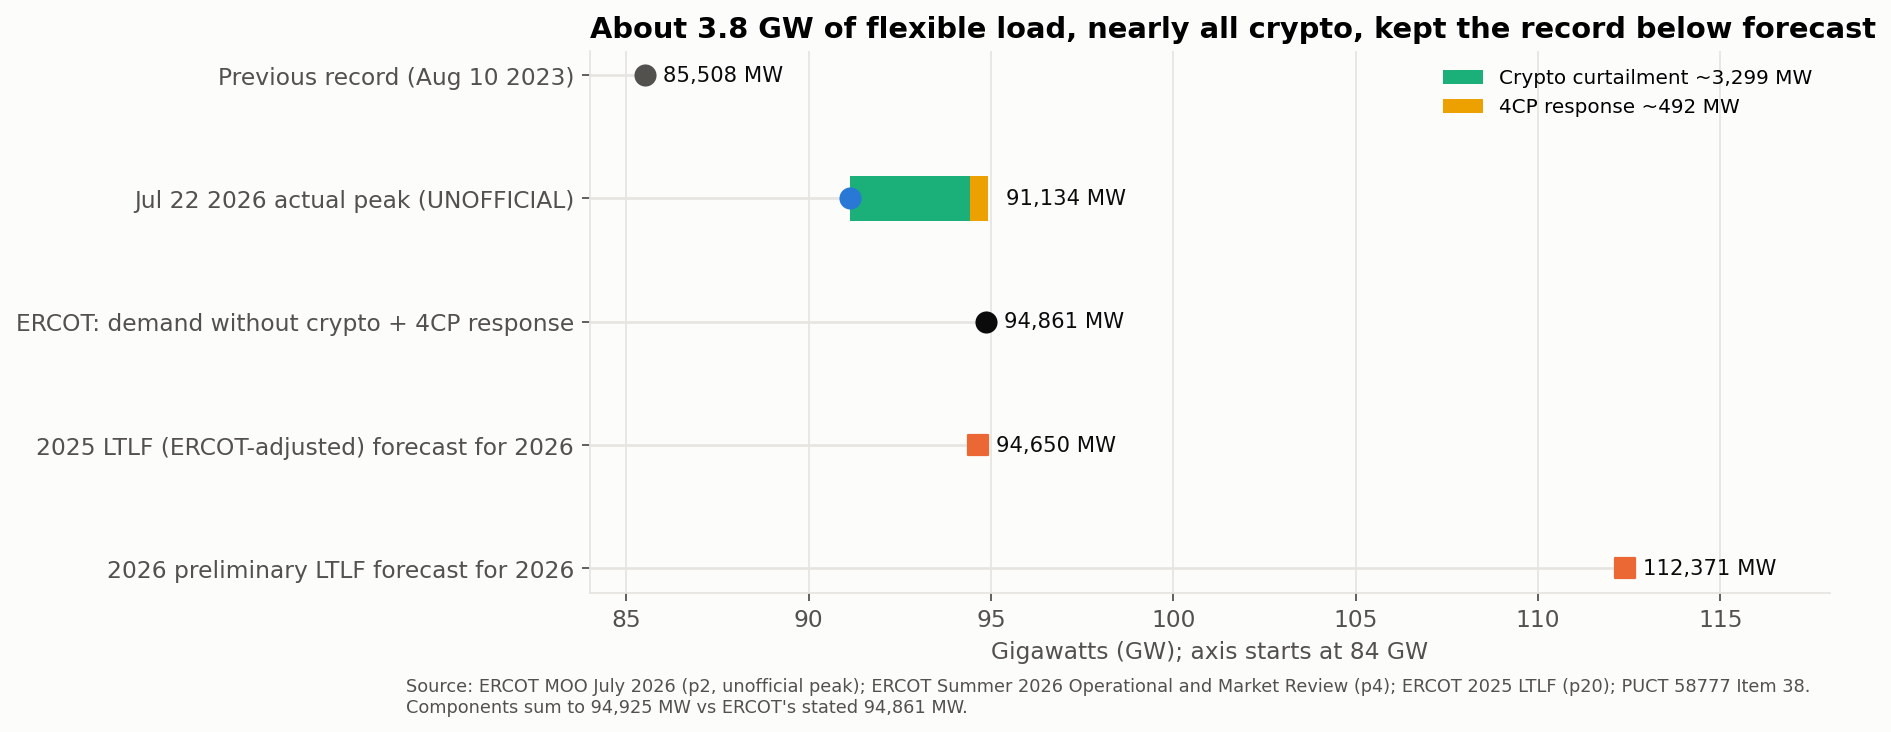 About 3.8 GW of flexible load, nearly all crypto, kept the record below forecast
Previous record (Aug 10 2023)
85,508 MW
Crypto curtailment ~3,299 MW
4CP response ~492 MW
Jul 22 2026 actual peak (UNOFFICIAL)
91,134 MW
ERCOT: demand without crypto + 4CP response
94,861 MW
2025 LTLF (ERCOT-adjusted) forecast for 2026
94,650 MW
2026 preliminary LTLF forecast for 2026
112,371 MW
85 90 95 100 105 110 115
Gigawatts (GW); axis starts at 84 GW
Source: ERCOT MOO July 2026 (p2, unofficial peak); ERCOT Summer 2026 Operational and Market Review (p4); ERCOT 2025 LTLF (p20); PUCT 58777 Item 38.
Components sum to 94,925 MW vs ERCOT's stated 94,861 MW.